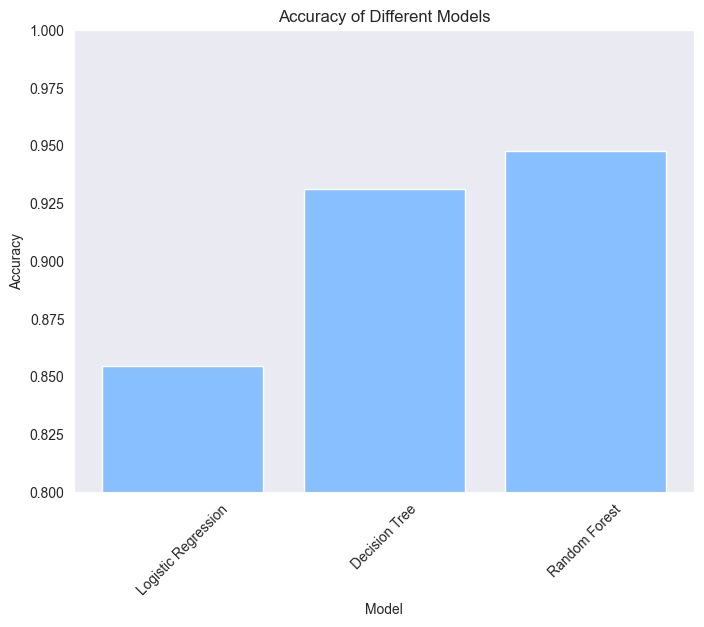 Accuracy of Different Models
1.000
0.975
0.950
0.925
0.900
0.875
0.850
0.825
0.800
Accuracy
Logistic Regression
Decision Tree
Random Forest
Model